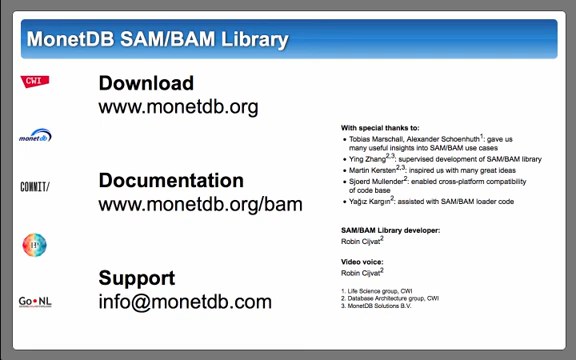 MonetDB SAM/BAM Library
CWI
Download
www.monetdb.org
monetdb
With special thanks to:
• Tobias Marschall, Alexander Schoenhuth1: gave us
many useful insights into SAM/BAM use cases
• Ying Zhang2,3: supervised development of SAM/BAM library
• Martin Kersten2,3: inspired us with many great ideas
• Sjoerd Mullender2: enabled cross-platform compatibility
of code base
• Yağız Kargın2: assisted with SAM/BAM loader code
COMMIT/
Documentation
www.monetdb.org/bam
SAM/BAM Library developer:
Robin Cijvat2
Video voice:
Robin Cijvat2
Support
info@monetdb.com
Go•NL
1. Life Science group, CWI
2. Database Architecture group, CWI
3. MonetDB Solutions B.V.